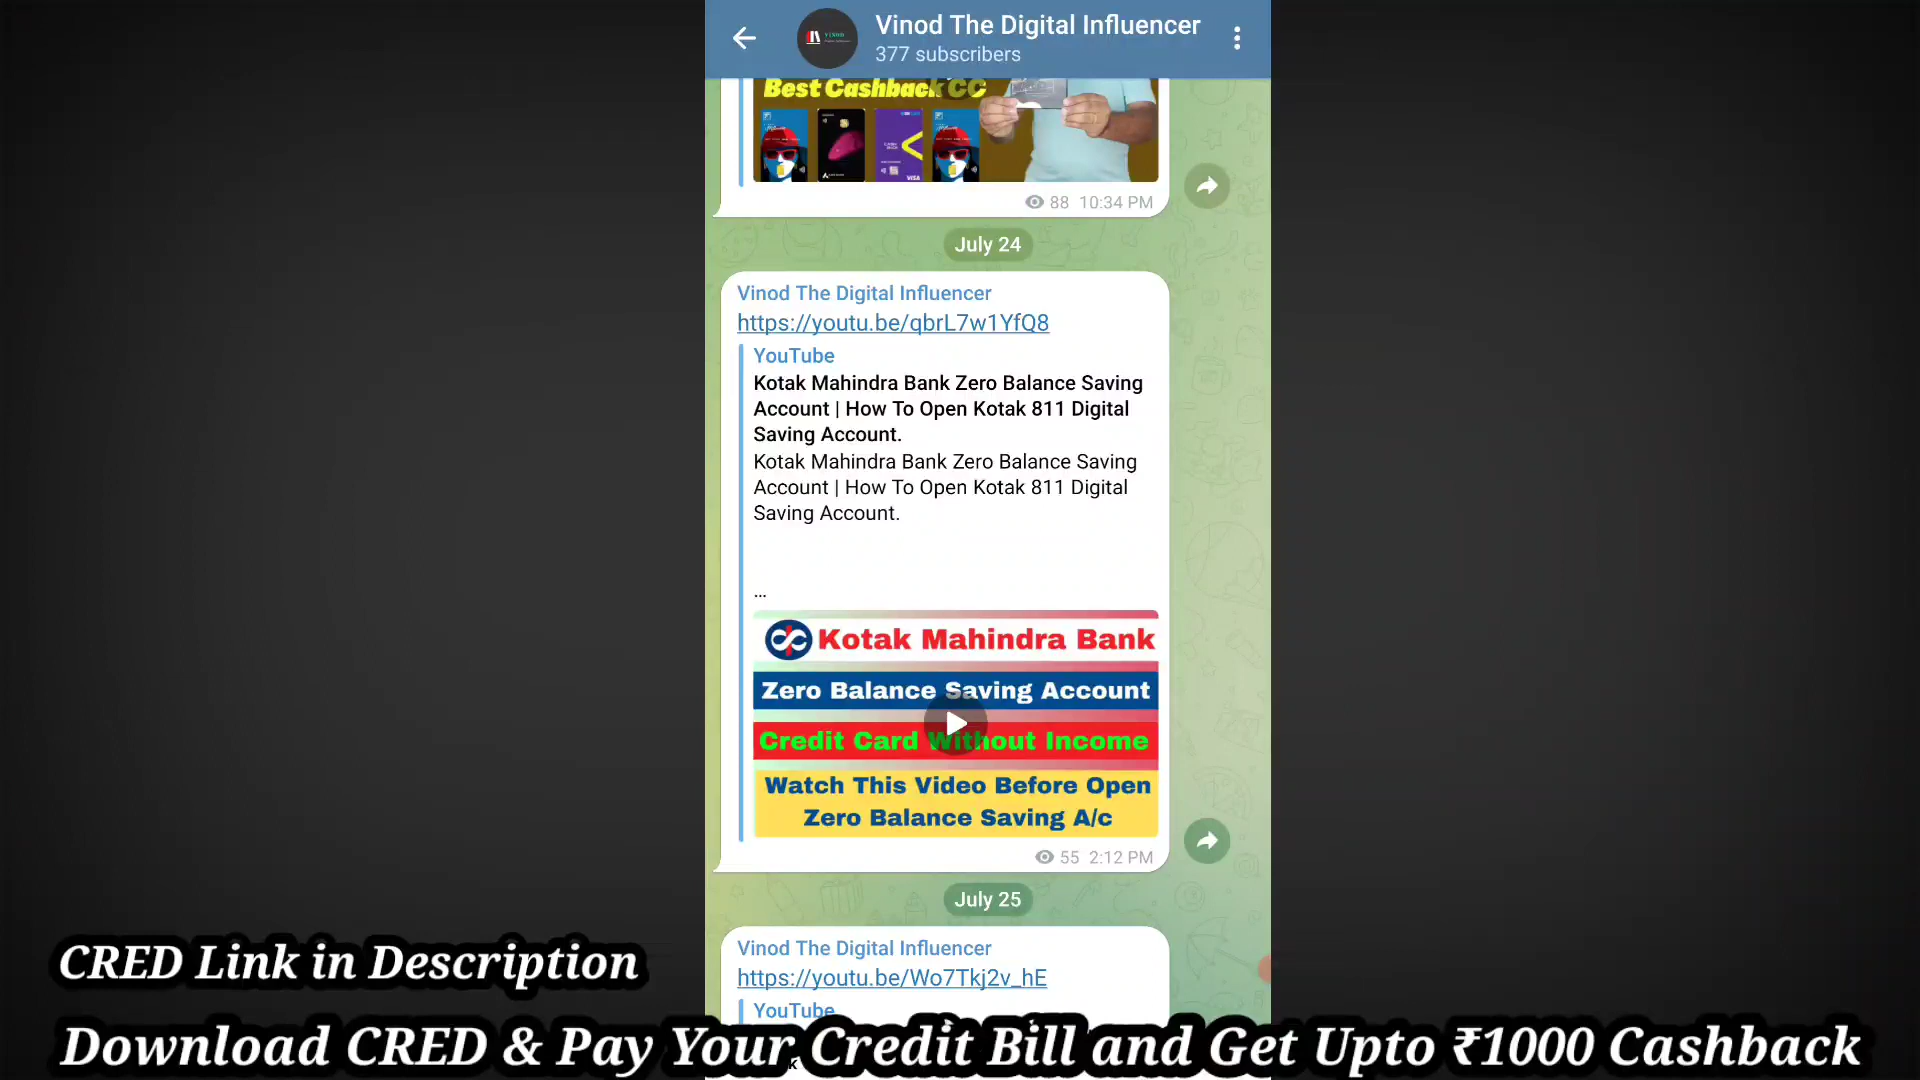 Vinod The Digital Influencer
377 subscribers
Best Cashback CC
88 10:34 PM
July 24
Vinod The Digital Influencer
https://youtu.be/qbrL7w1YfQ8
YouTube
Kotak Mahindra Bank Zero Balance Saving
Account | How To Open Kotak 811 Digital
Saving Account.
Kotak Mahindra Bank Zero Balance Saving
Account | How To Open Kotak 811 Digital
Saving Account.
...
Kotak Mahindra Bank
Zero Balance Saving Account
Credit Card Without Income
Watch This Video Before Open
Zero Balance Saving A/c
55 2:12 PM
July 25
Vinod The Digital Influencer
https://youtu.be/Wo7Tkj2v_hE
YouTube
CRED Link in Description
Download CRED & Pay Your Credit Bill and Get Upto ₹1000 Cashback